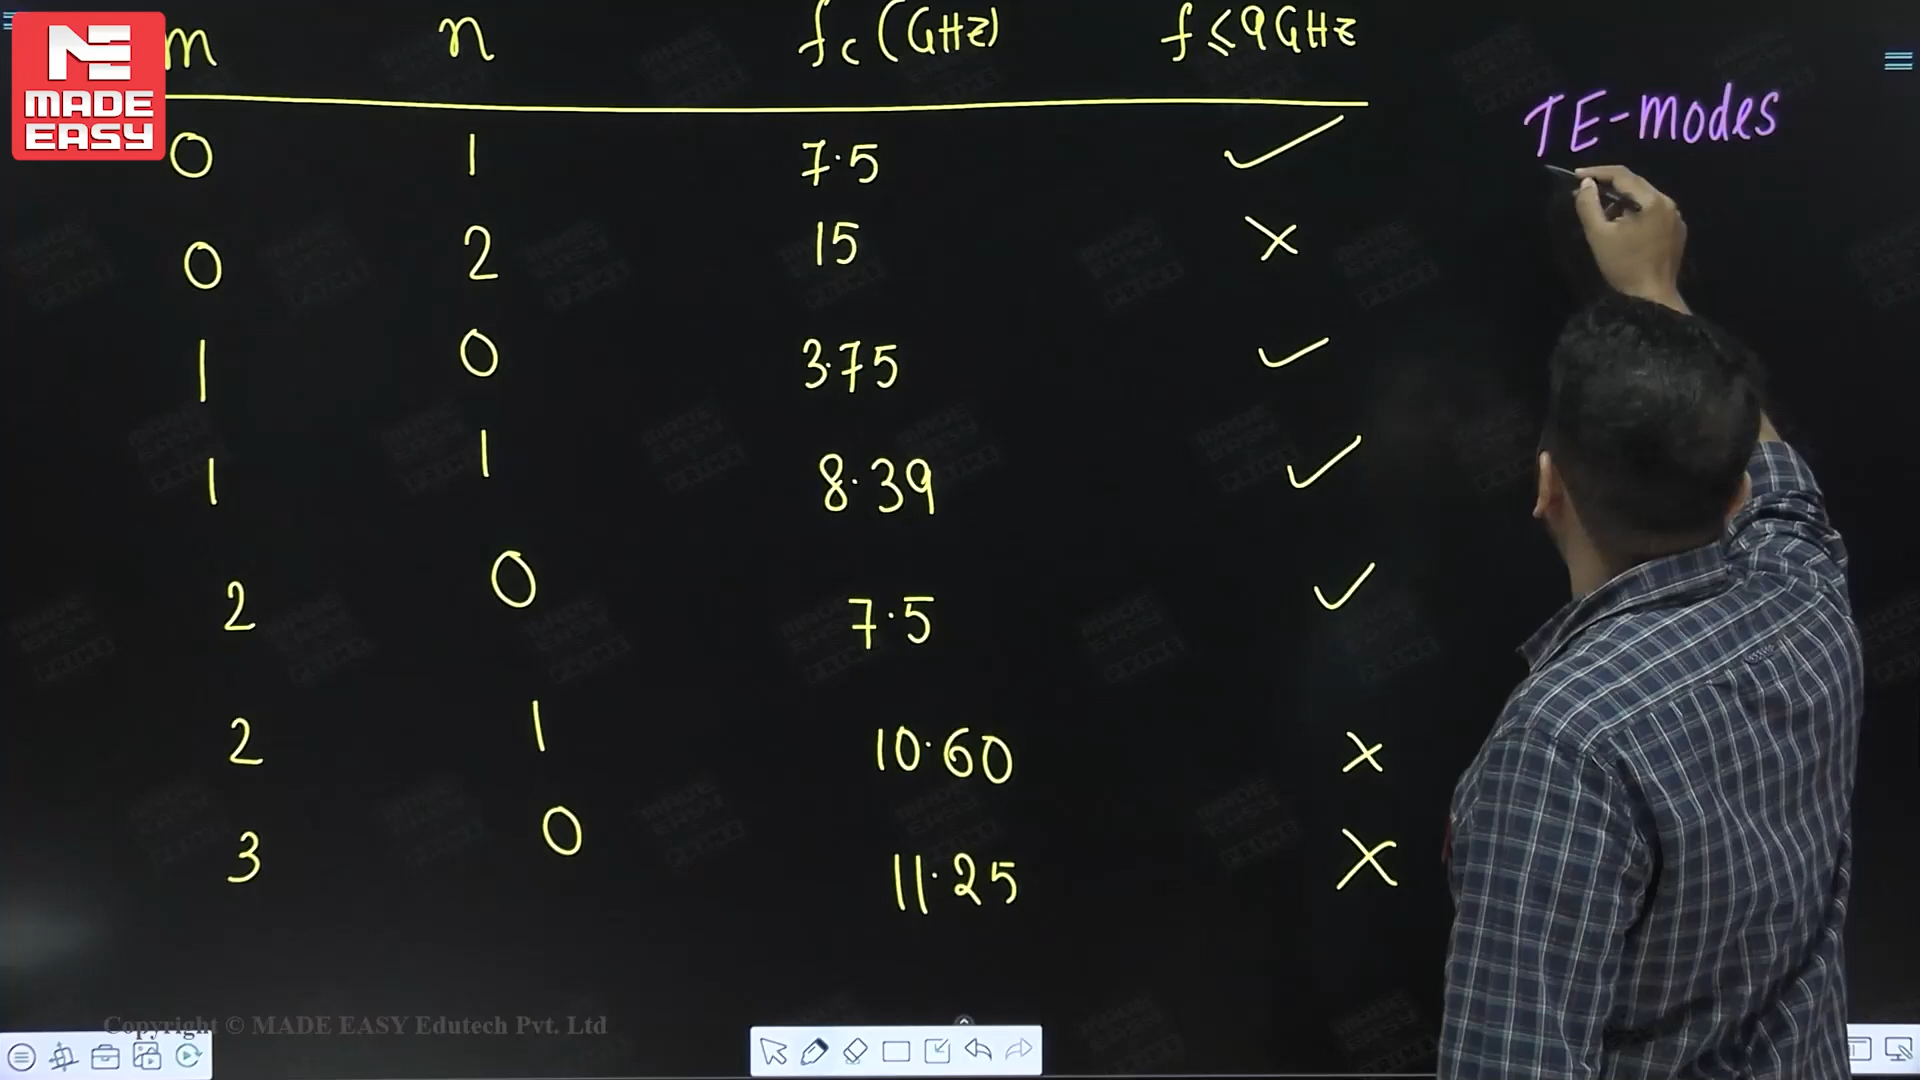 MADE
EASY
m n fc (GHz) f ≤ 9 GHz
TE-modes
0 1 7.5 ✓
0 2 15 ×
1 0 3.75 ✓
1 1 8.39 ✓
2 0 7.5 ✓
2 1 10.60 ×
3 0 11.25 ×
Copyright © MADE EASY Edutech Pvt. Ltd